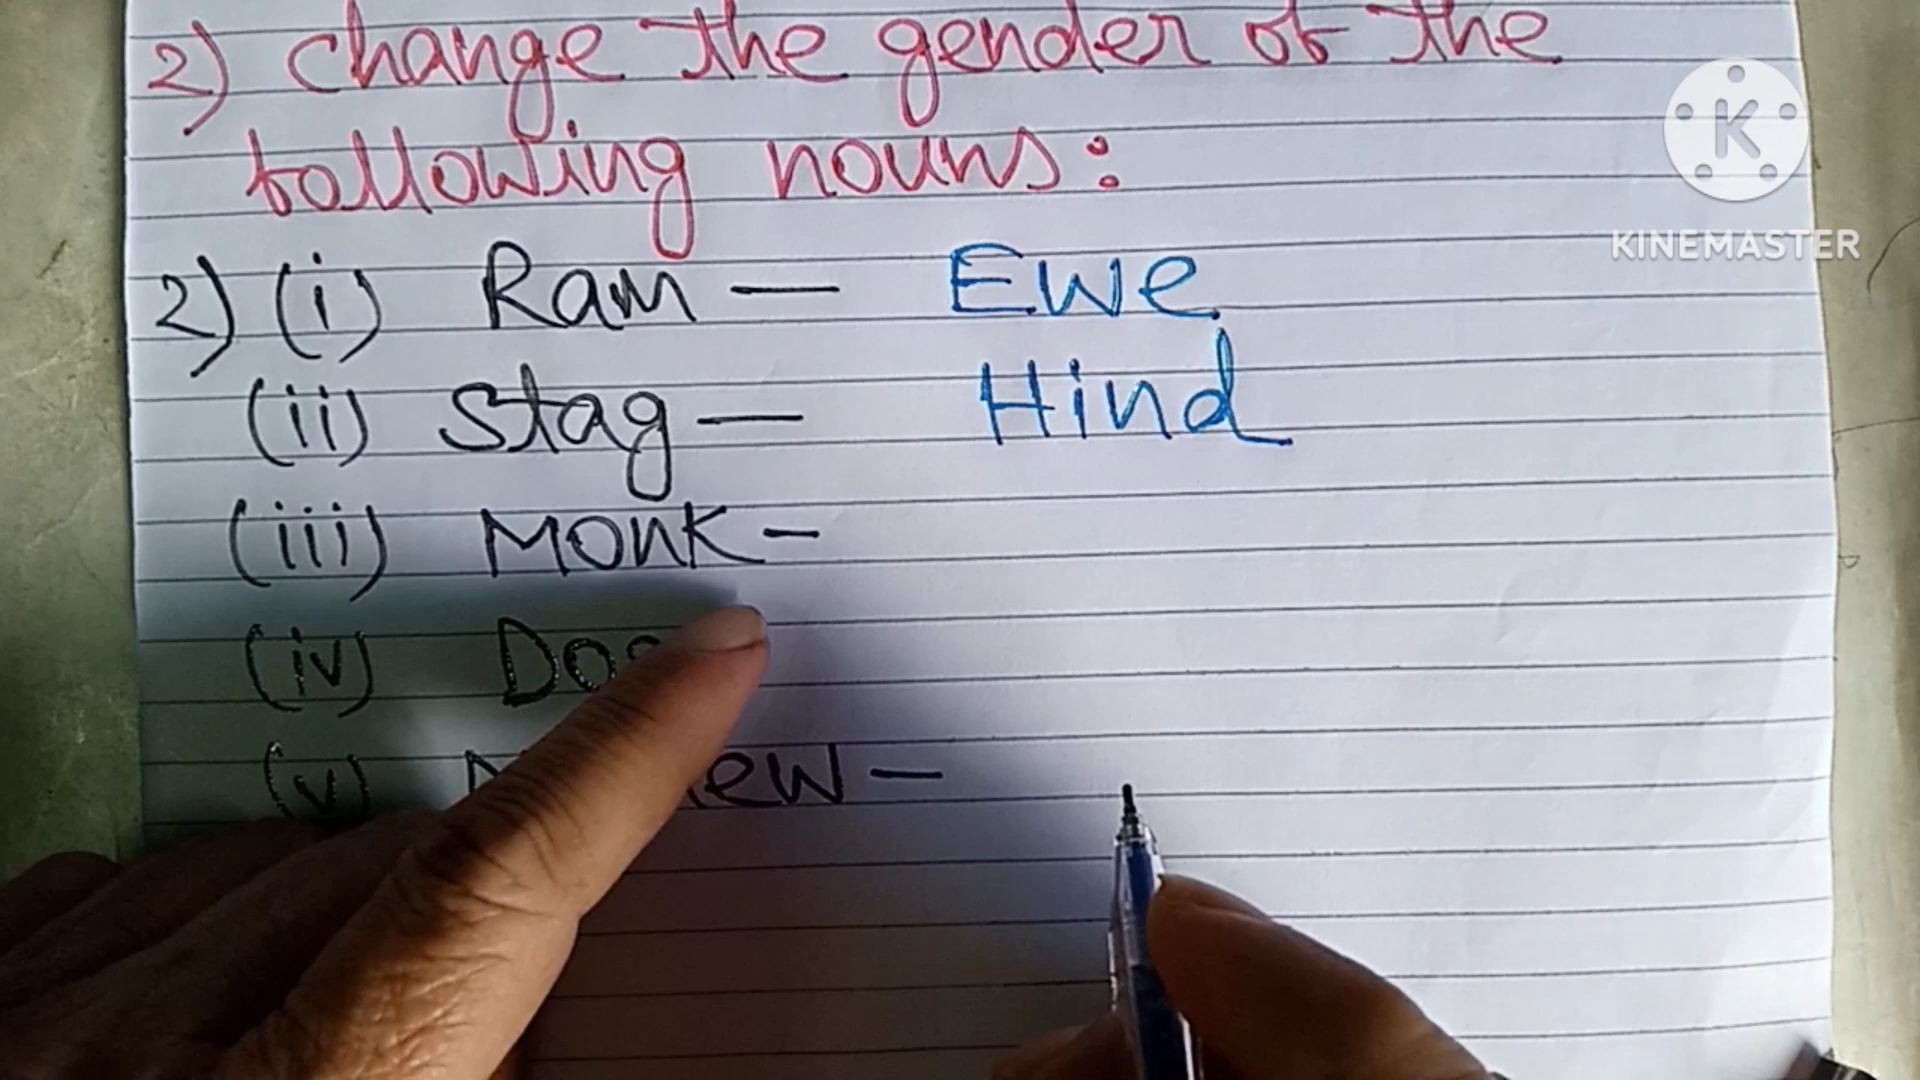 2) Change the gender of the
following nouns:
2) (i) Ram — Ewe
(ii) Stag — Hind
(iii) Monk -
(iv)
(v)
KINEMASTER